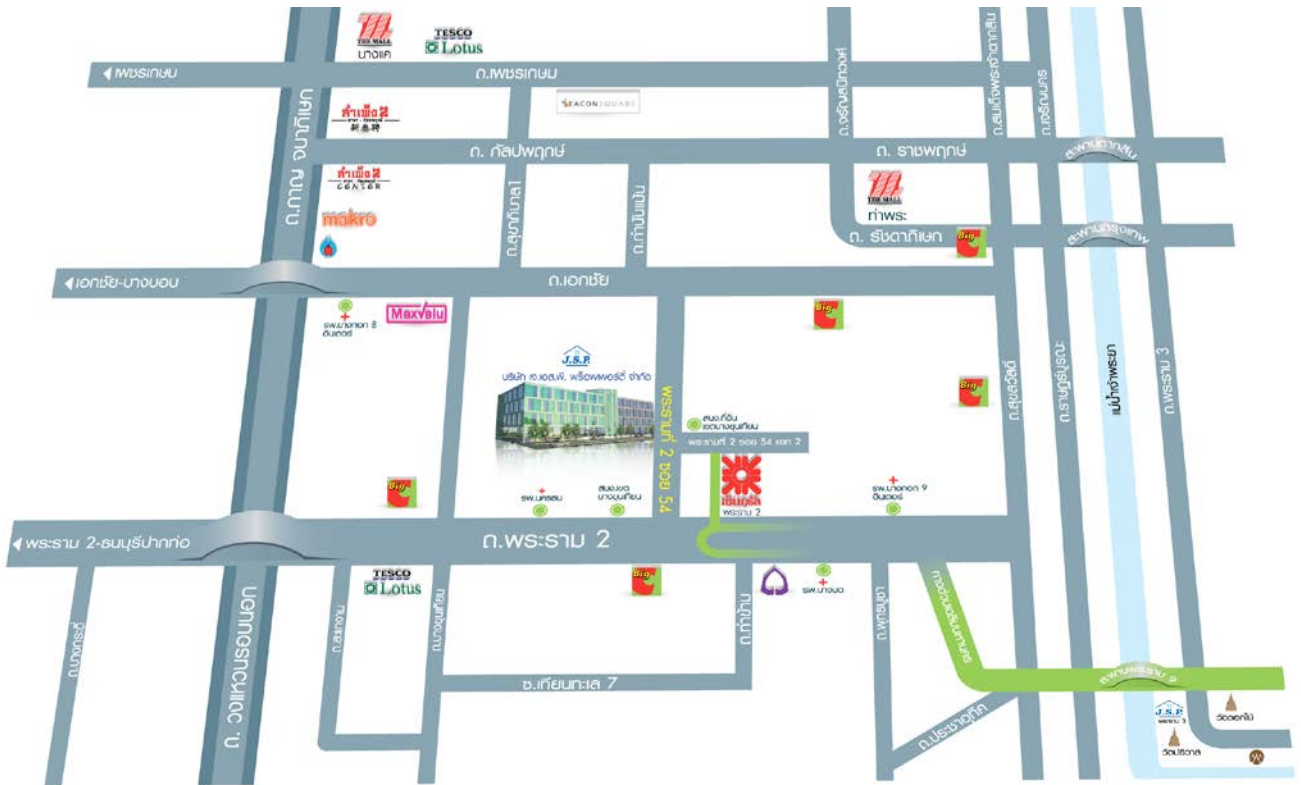 THE MALL
บางแค
TESCO
Lotus
เพชรเกษม
ถ.เพชรเกษม
ถ.จรัญสนิทวงศ์
ถ.สมเด็จพระเจ้าตากสิน
ถ.เจริญนคร
ถ.กาญจนาภิเษก
สำเพ็ง2
新叁聘
SEACON SQUARE
ถ. กัลปพฤกษ์
ถ. ราชพฤกษ์
สะพานตากสิน
สำเพ็ง2
CENTER
makro
ถ.สุขาภิบาล1
ถ.กำนันแม้น
THE MALL
ท่าพระ
ถ. รัชดาภิเษก
Big
สะพานกรุงเทพ
เอกชัย-บางบอน
ถ.เอกชัย
รพ.บางกอก 8
อินเตอร์
MaxValu
J.S.P.
บริษัท เจ.เอส.พี. พร็อพเพอร์ตี้ จำกัด
พระรามที่ 2 ซอย 54
Big
Big
ถ.สุขสวัสดิ์
ถ.ราษฎร์บูรณะ
แม่น้ำเจ้าพระยา
ถ.พระราม 3
สนง.ที่ดิน
เขตบางขุนเทียน
พระรามที่ 2 ซอย 54 แยก 2
เซ็นทรัล
พระราม 2
Big
รพ.นครธน
สนง.เขต
บางขุนเทียน
รพ.บางกอก 9
อินเตอร์
พระราม 2-ธนบุรีปากท่อ
ถ.พระราม 2
TESCO
Lotus
Big
รพ.บางมด
ถ.บางกระดี่
ถ. วงแหวนรอบนอก
ถ.สะแกงาม
ถ.บางขุนเทียน
ถ.ท่าข้าม
ถ.พุทธบูชา
ทางด่วนเฉลิมมหานคร
ซ.เทียนทะเล 7
สะพานพระราม 9
ถ.ประชาอุทิศ
J.S.P.
พระราม 3
วัดดอกไม้
วัดปริวาส